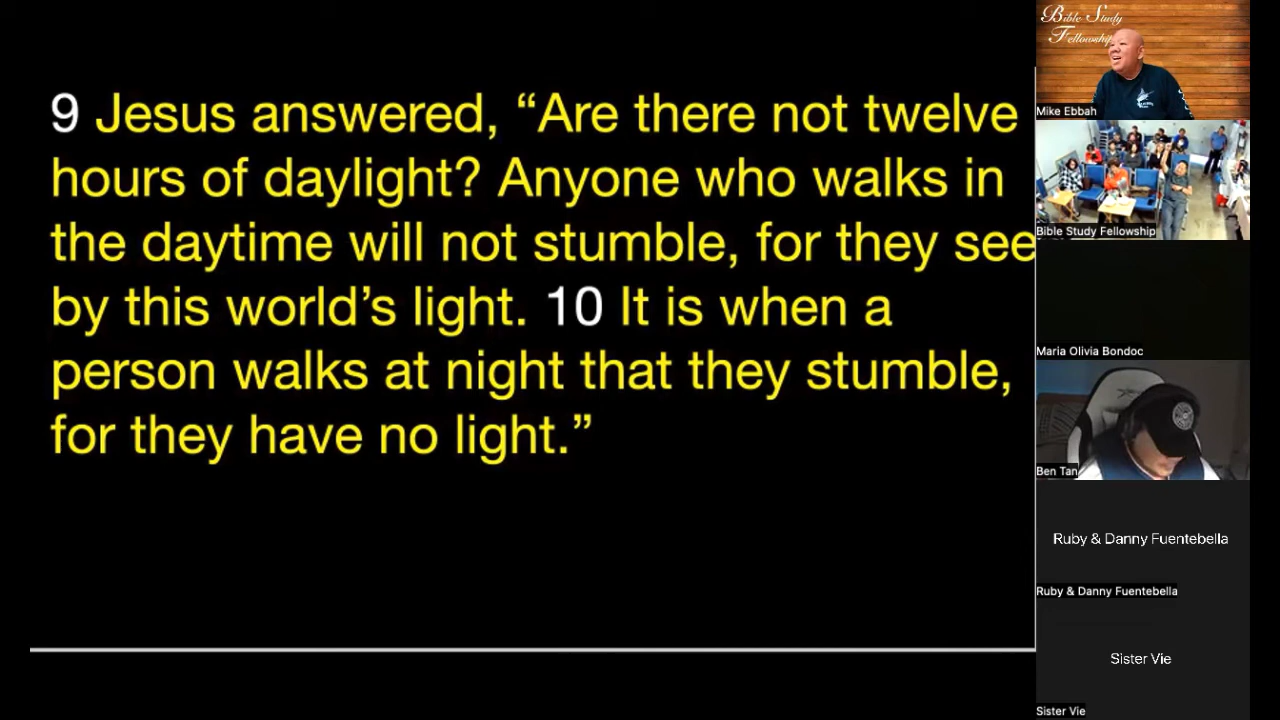 9 Jesus answered, “Are there not twelve
hours of daylight? Anyone who walks in
the daytime will not stumble, for they see
by this world’s light. 10 It is when a
person walks at night that they stumble,
for they have no light.”
Bible Study
Fellowship
Mike Ebbah
Bible Study Fellowship
Maria Olivia Bondoc
Ben Tan
Ruby & Danny Fuentebella
Ruby & Danny Fuentebella
Sister Vie
Sister Vie